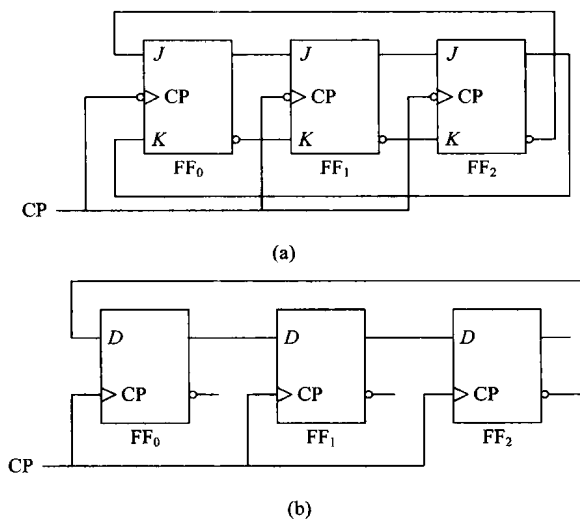 J J J
CP CP CP
K K K
FF₀ FF₁ FF₂
CP
(a)
D D D
CP CP CP
FF₀ FF₁ FF₂
CP
(b)